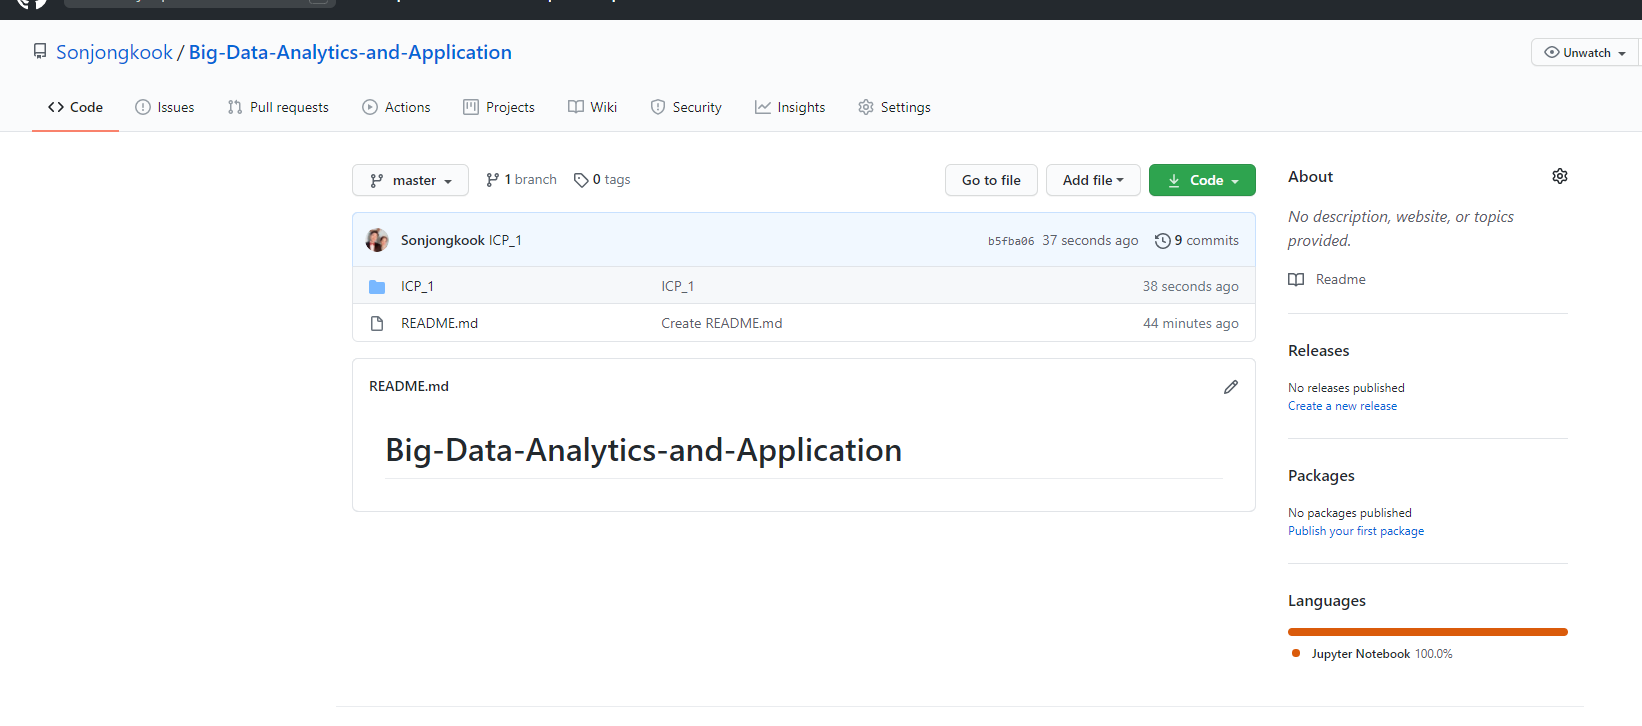 Sonjongkook / Big-Data-Analytics-and-Application
Unwatch
Code
Issues
Pull requests
Actions
Projects
Wiki
Security
Insights
Settings
master
1 branch
0 tags
Go to file
Add file
Code
Sonjongkook ICP_1
b5fba06 37 seconds ago
9 commits
ICP_1 ICP_1 38 seconds ago
README.md Create README.md 44 minutes ago
README.md
Big-Data-Analytics-and-Application
About
No description, website, or topics
provided.
Readme
Releases
No releases published
Create a new release
Packages
No packages published
Publish your first package
Languages
Jupyter Notebook 100.0%